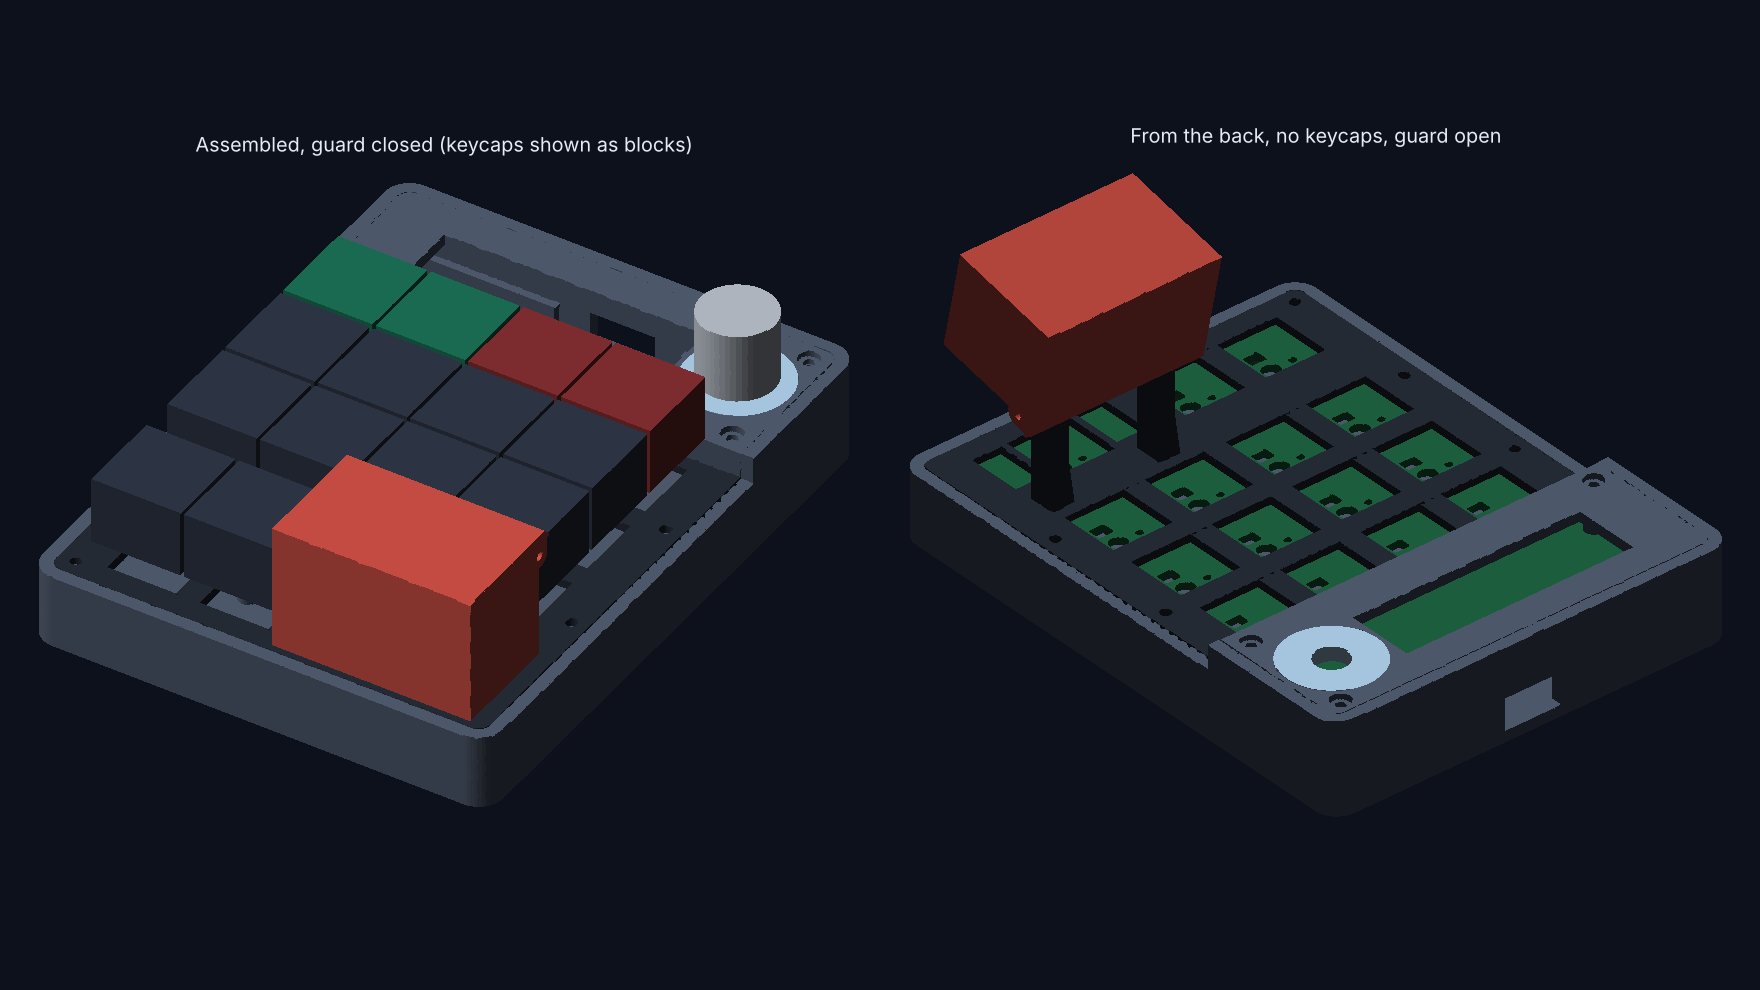 Assembled, guard closed (keycaps shown as blocks)
From the back, no keycaps, guard open